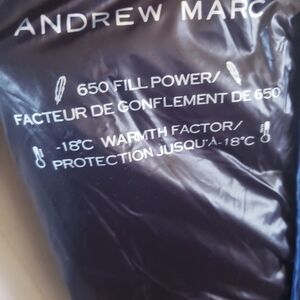 ANDREW MARC
650 FILL POWER/
FACTEUR DE GONFLEMENT DE 650
-18°C WARMTH FACTOR/
PROTECTION JUSQU'À -18°C